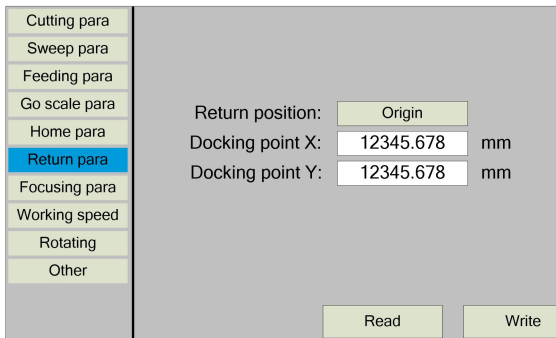 Cutting para
Sweep para
Feeding para
Go scale para
Home para
Return para
Focusing para
Working speed
Rotating
Other
Return position: Origin
Docking point X: 12345.678 mm
Docking point Y: 12345.678 mm
Read Write